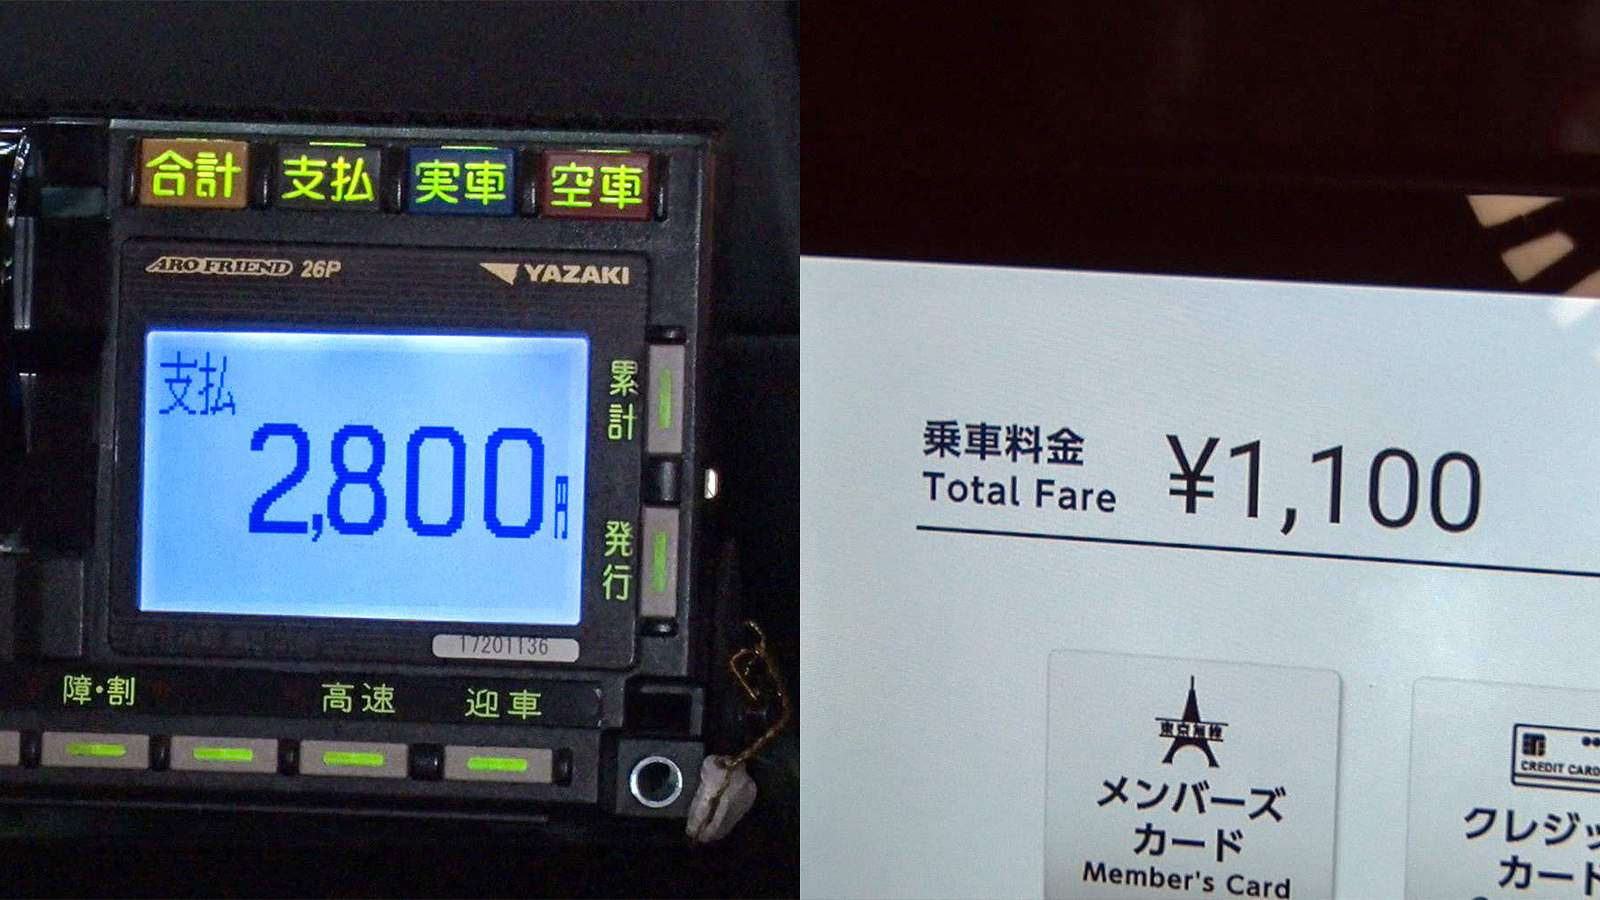 合計 支払 実車 空車
ARO FRIEND 26P YAZAKI
支払
2,800円
累計
発行
17201136
障・割 高速 迎車
乗車料金
Total Fare
¥1,100
東京無線
メンバーズ
カード
Member's Card
CREDIT CARD
クレジッ
カード